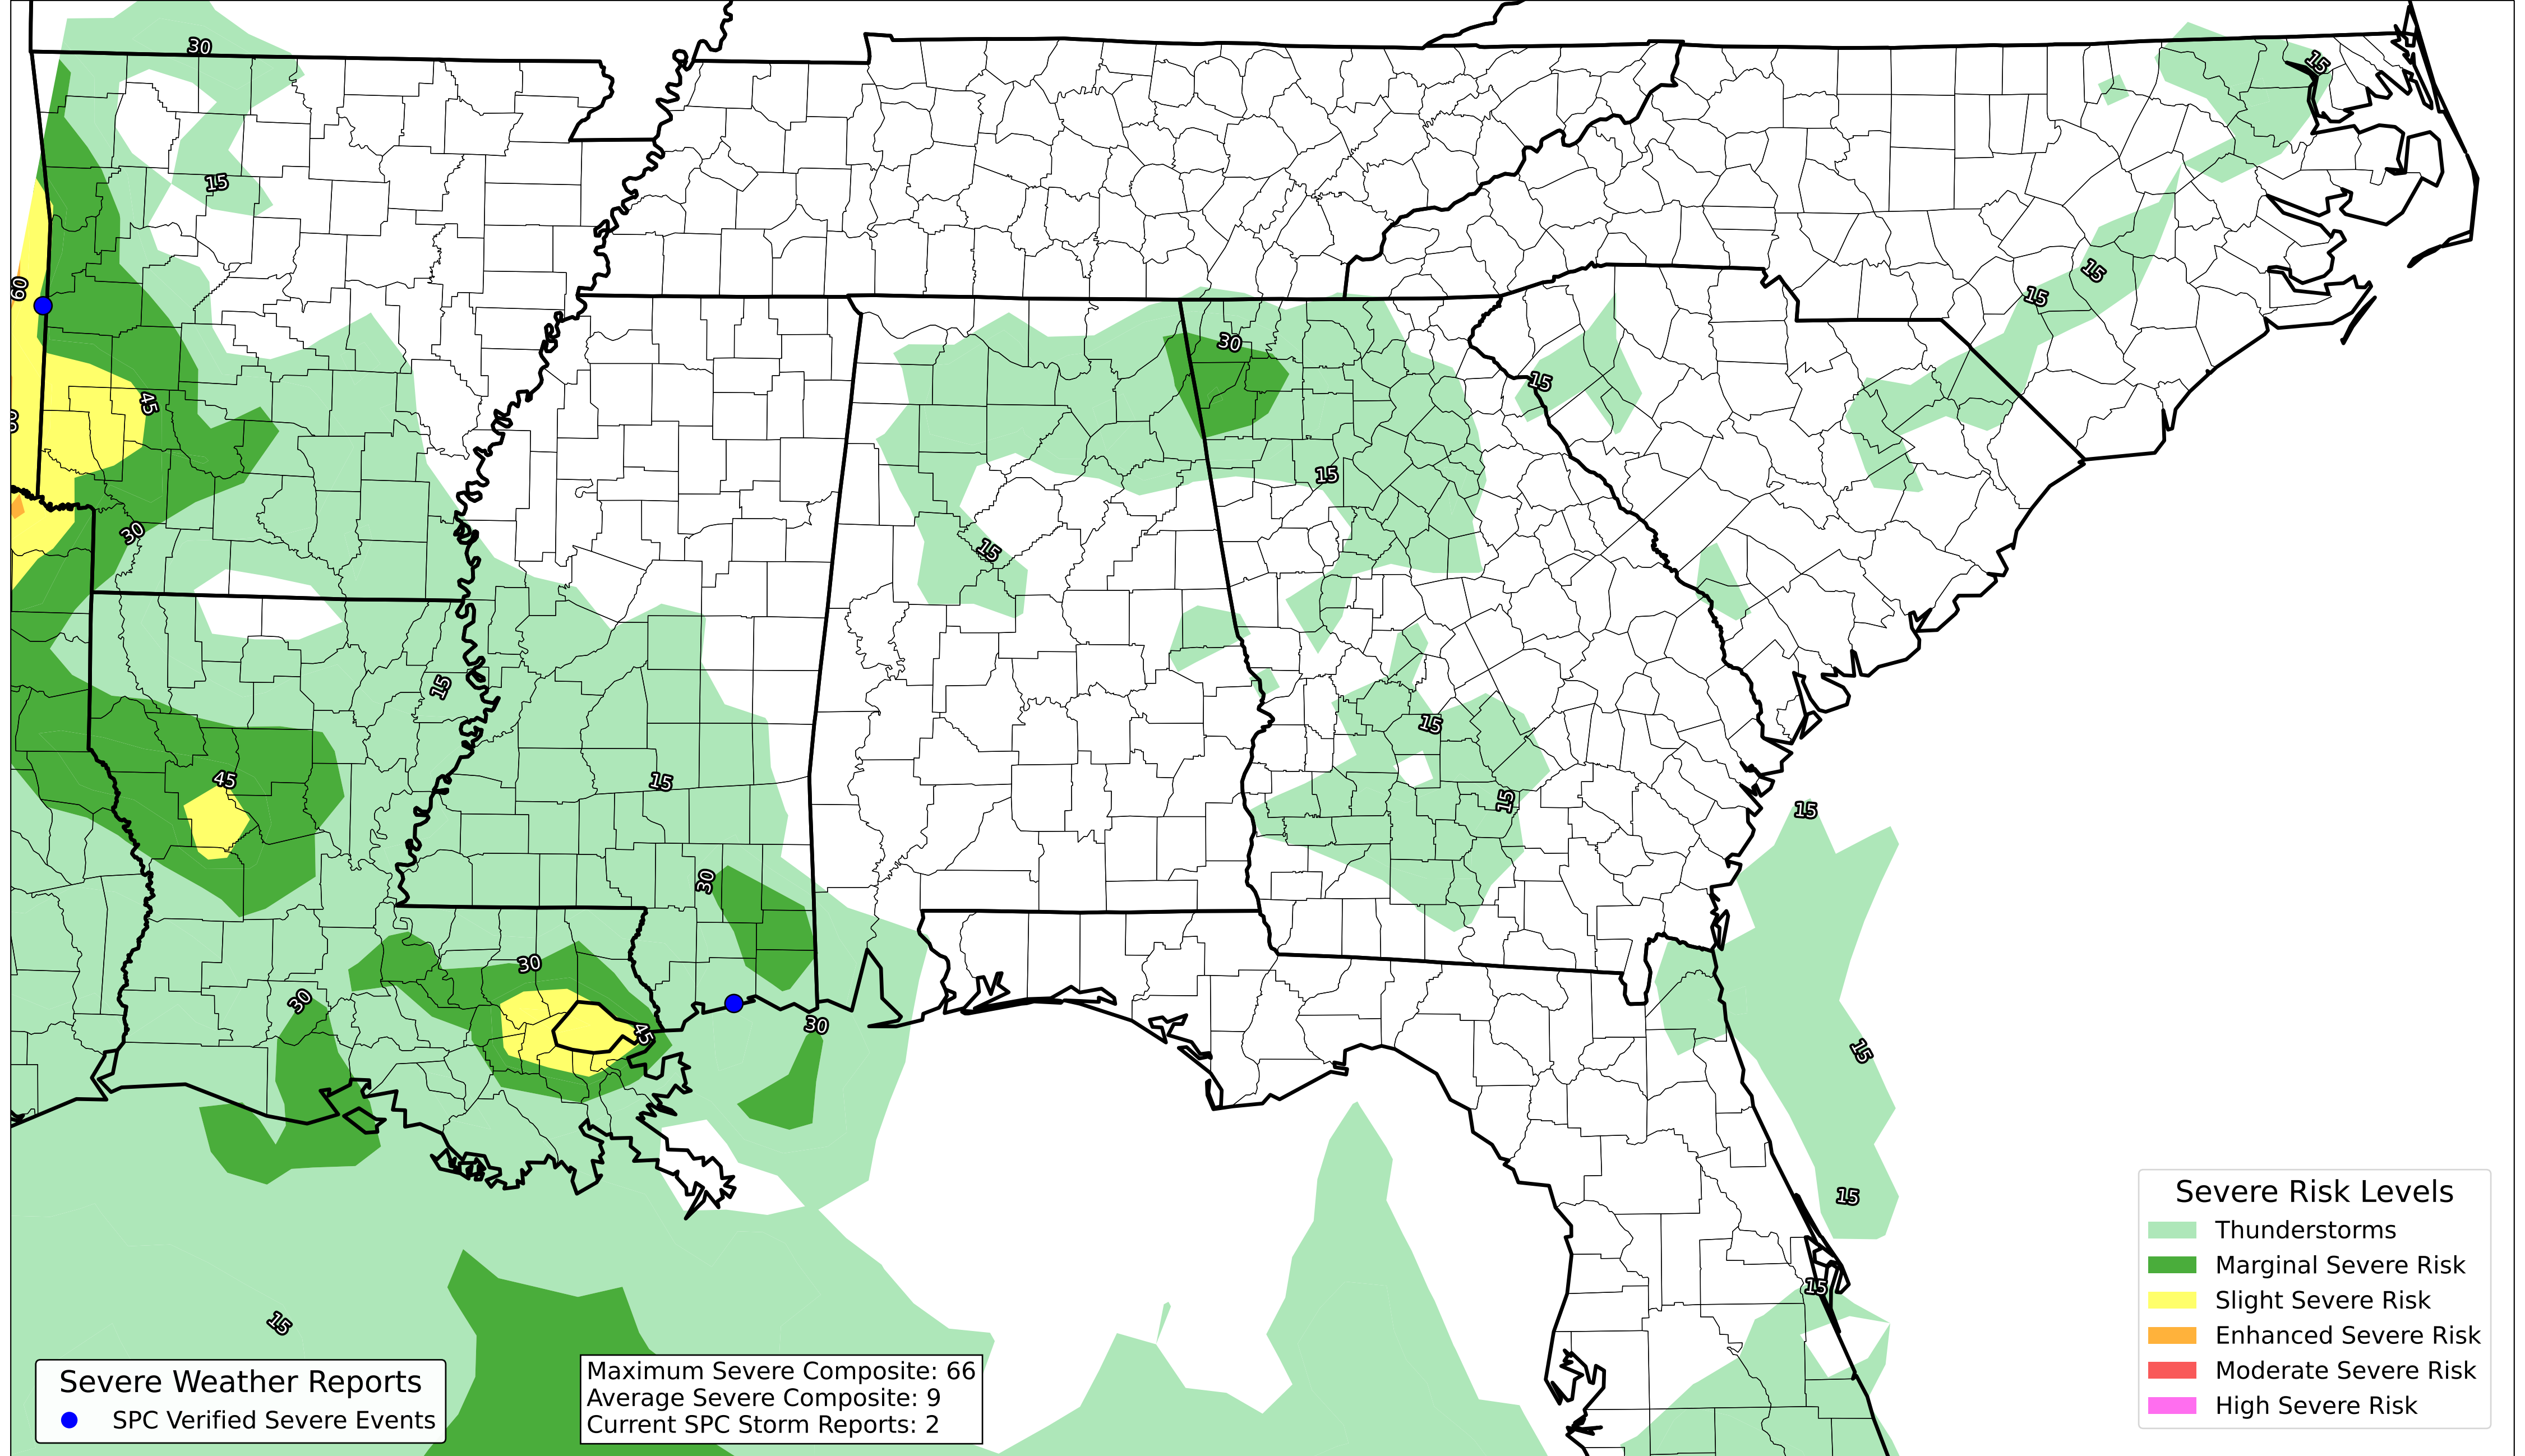 30
15
15
60
15
15
30
15
45
15
30
15
15
15
45
15
15
15
30
30
30
45
30
15
15
15
15
Severe Weather Reports
SPC Verified Severe Events
Maximum Severe Composite: 66
Average Severe Composite: 9
Current SPC Storm Reports: 2
Severe Risk Levels
Thunderstorms
Marginal Severe Risk
Slight Severe Risk
Enhanced Severe Risk
Moderate Severe Risk
High Severe Risk